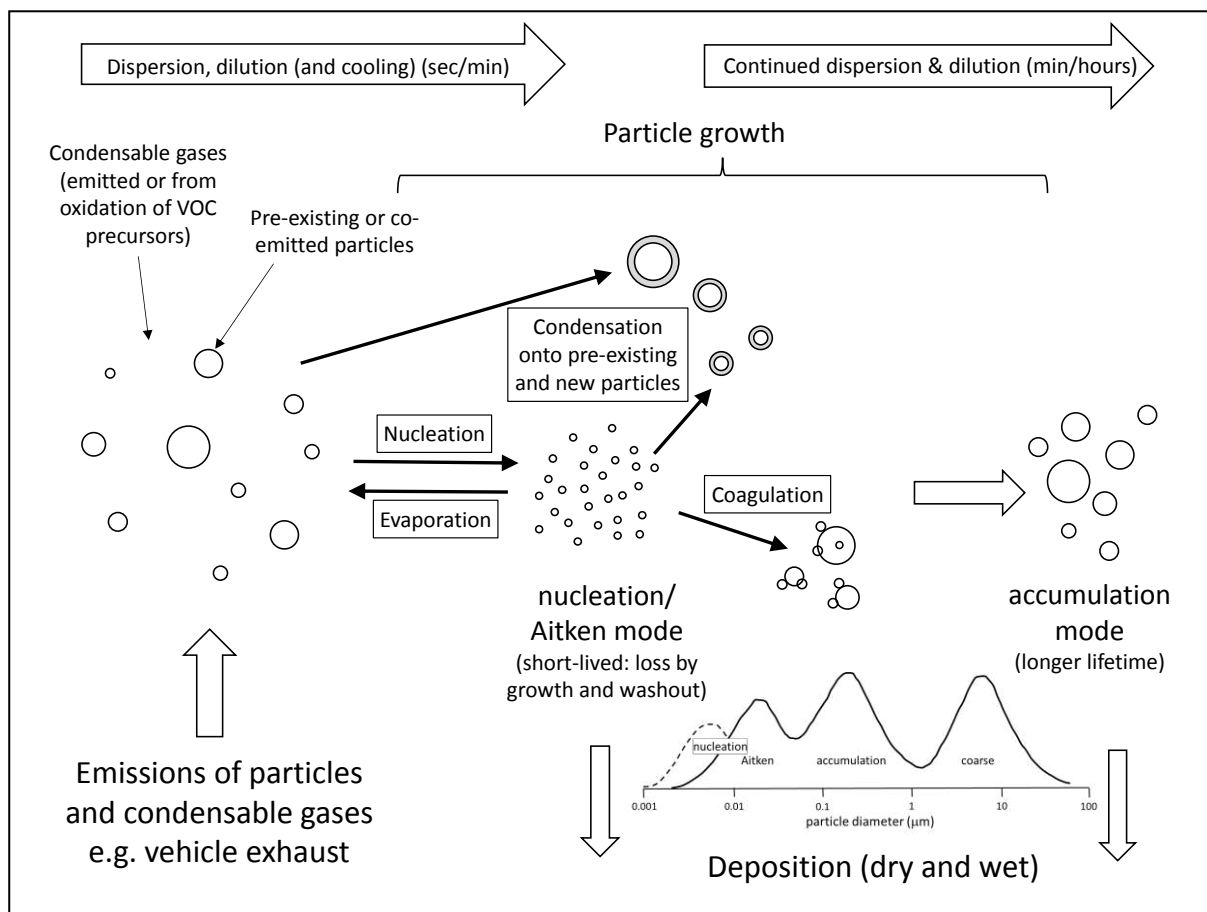 Dispersion, dilution (and cooling) (sec/min)
Continued dispersion & dilution (min/hours)
Particle growth
Condensable gases
(emitted or from
oxidation of VOC
precursors)
Pre-existing or co-
emitted particles
Condensation
onto pre-existing
and new particles
Nucleation
Evaporation
Coagulation
nucleation/
Aitken mode
(short-lived: loss by
growth and washout)
accumulation
mode
(longer lifetime)
Emissions of particles
and condensable gases
e.g. vehicle exhaust
nucleation
Aitken
accumulation
coarse
0.001
0.01
0.1
1
10
100
particle diameter (μm)
Deposition (dry and wet)